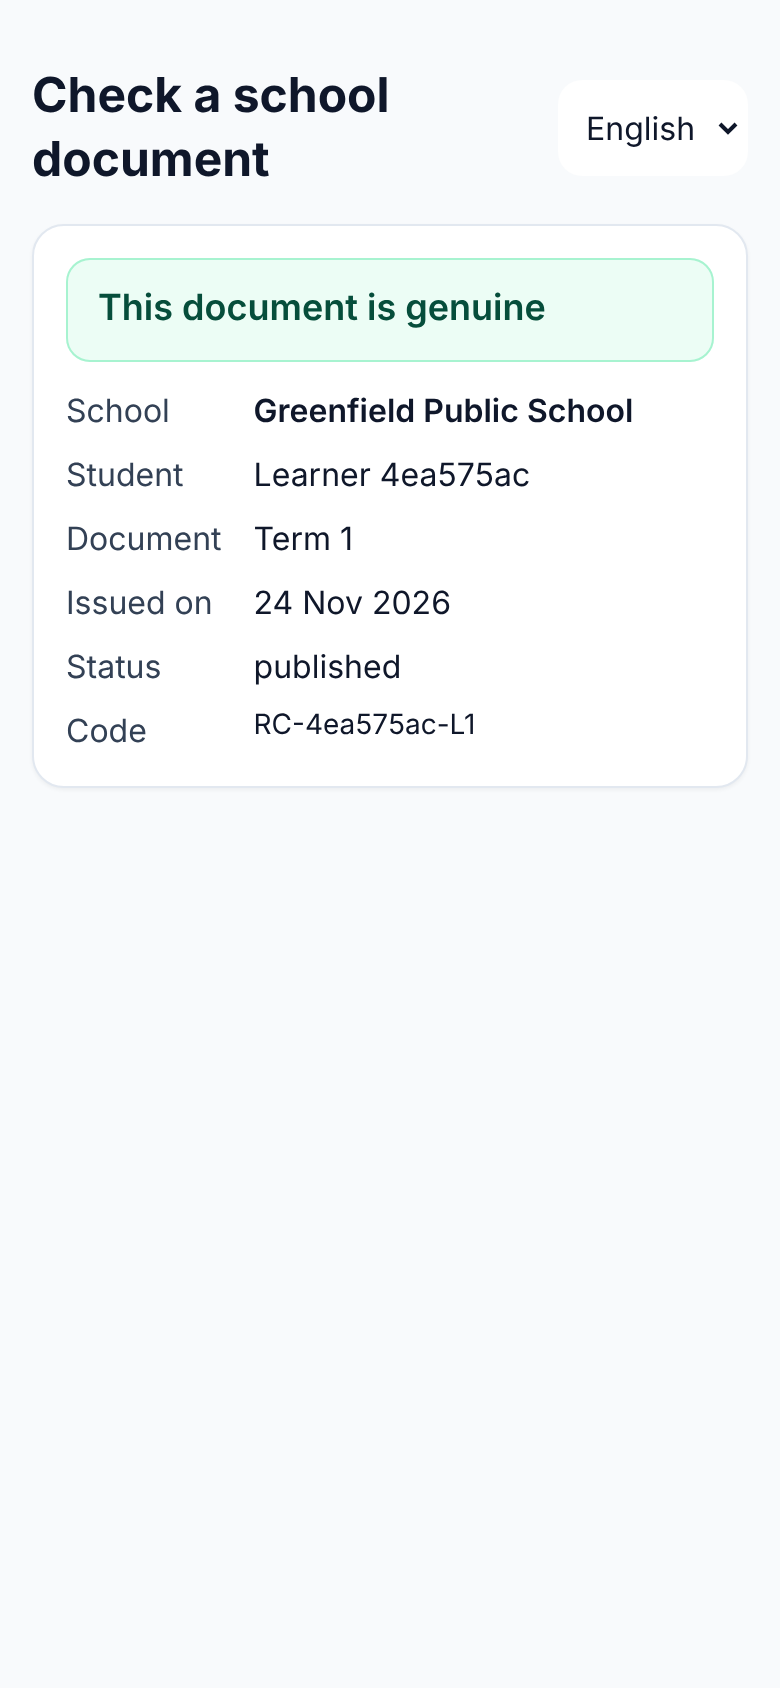 Check a school
document
English
This document is genuine
School Greenfield Public School
Student Learner 4ea575ac
Document Term 1
Issued on 24 Nov 2026
Status published
Code RC-4ea575ac-L1